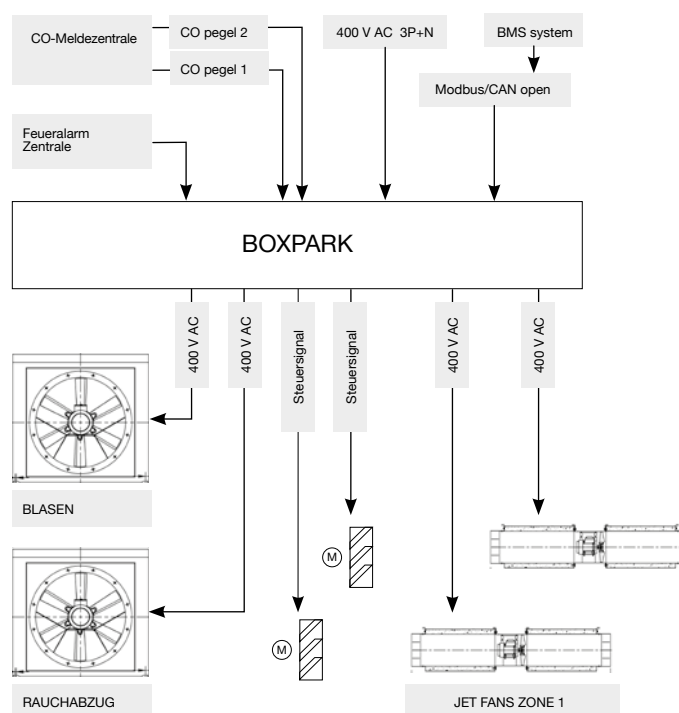 CO-Meldezentrale
CO pegel 2
CO pegel 1
400 V AC 3P+N
BMS system
Modbus/CAN open
Feueralarm
Zentrale
BOXPARK
400 V AC
400 V AC
Steuersignal
Steuersignal
400 V AC
400 V AC
BLASEN
M
M
RAUCHABZUG
JET FANS ZONE 1